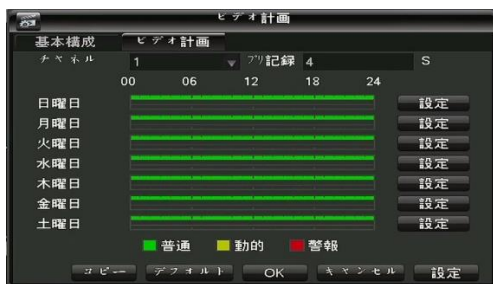 ビデオ計画
基本構成 ビデオ計画
チャネル 1 プリ記録 4 S
00 06 12 18 24
日曜日 設定
月曜日 設定
火曜日 設定
水曜日 設定
木曜日 設定
金曜日 設定
土曜日 設定
普通 動的 警報
コピー デフォルト OK キャンセル 設定